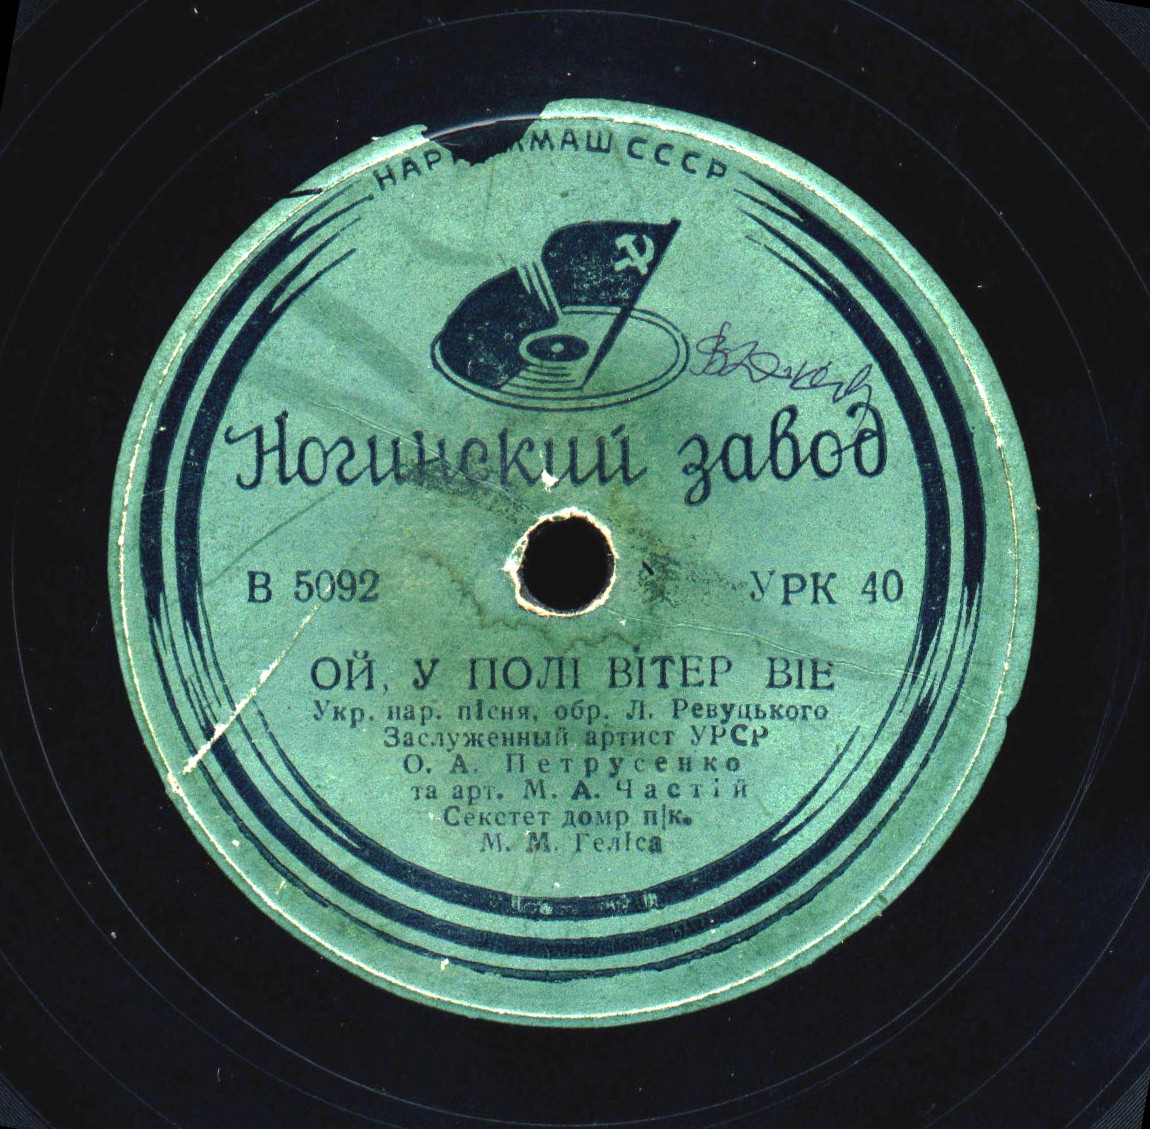 СССР
Ногинский завод
В 5092
УРК 40
ОЙ, У ПОЛІ ВІТЕР ВІЕ
Укр. нар. пІсня, обр. Л. Ревуцького
Заслуженный артист УРСР
О. А. Петрусенко
та арт. М. А. Частій
Секстет домр п|к.
М. М. ГелІса